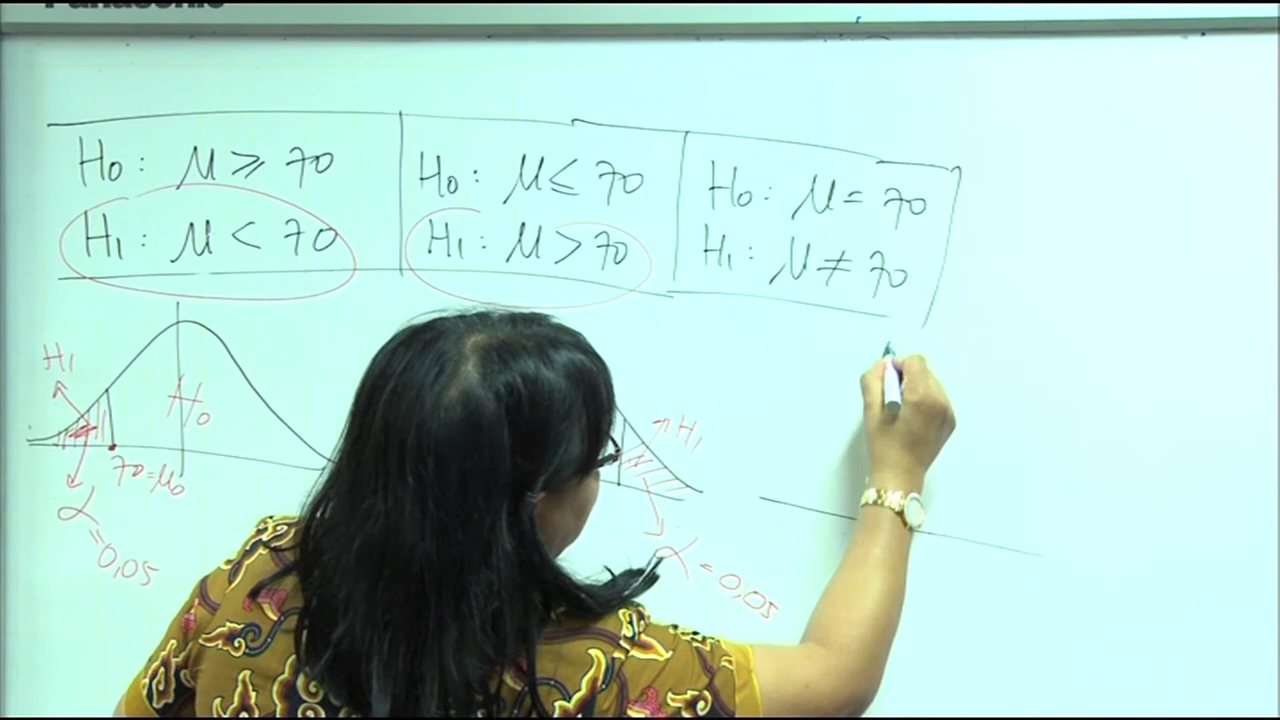 Panasonic
H0: μ ≥ 70
H1: μ < 70
H0: μ ≤ 70
H1: μ > 70
H0: μ = 70
H1: μ ≠ 70
H1
H0
70=μ0
α
=0,05
H1
α=0,05